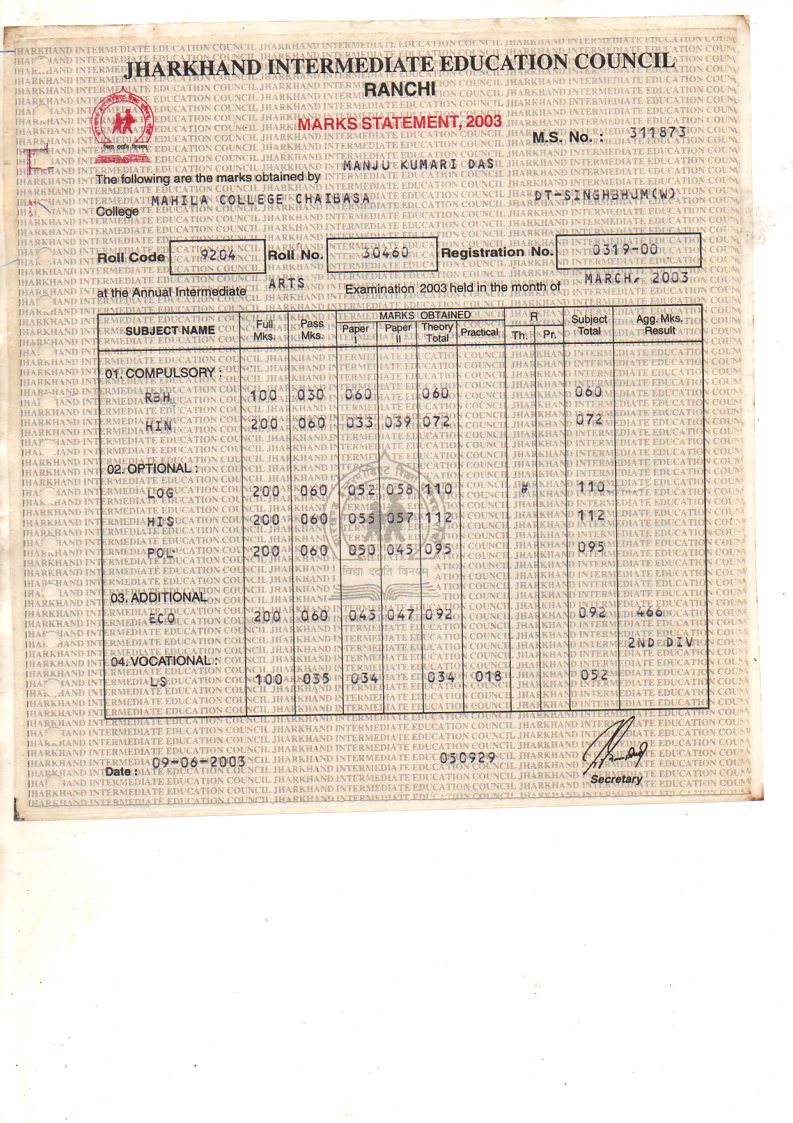 JHARKHAND INTERMEDIATE EDUCATION COUNCIL
RANCHI
MARKS STATEMENT, 2003
M.S. No. : 311873
The following are the marks obtained by MANJU KUMARI DAS
College MAHILA COLLEGE CHAIBASA DT-SINGHBHUM(W)
Roll Code 9204 Roll No. 30460 Registration No. 0319-00
at the Annual Intermediate ARTS Examination 2003 held in the month of MARCH, 2003
SUBJECT NAME Full Mks. Pass Mks. MARKS OBTAINED Paper I Paper II Theory Total Practical R Th. Pr. Subject Total Agg. Mks. Result
01. COMPULSORY :
RBH 100 030 060 060 060
HIN 200 060 033 039 072 072
02. OPTIONAL :
LOG 200 060 052 058 110 # 110
HIS 200 060 055 057 112 112
POL 200 060 050 045 095 095
विद्या ददाति विनयम्
03. ADDITIONAL
ECO 200 060 045 047 092 092 466
2ND DIV
04. VOCATIONAL :
LS 100 035 034 034 018 052
Date : 09-06-2003 050929
Secretary